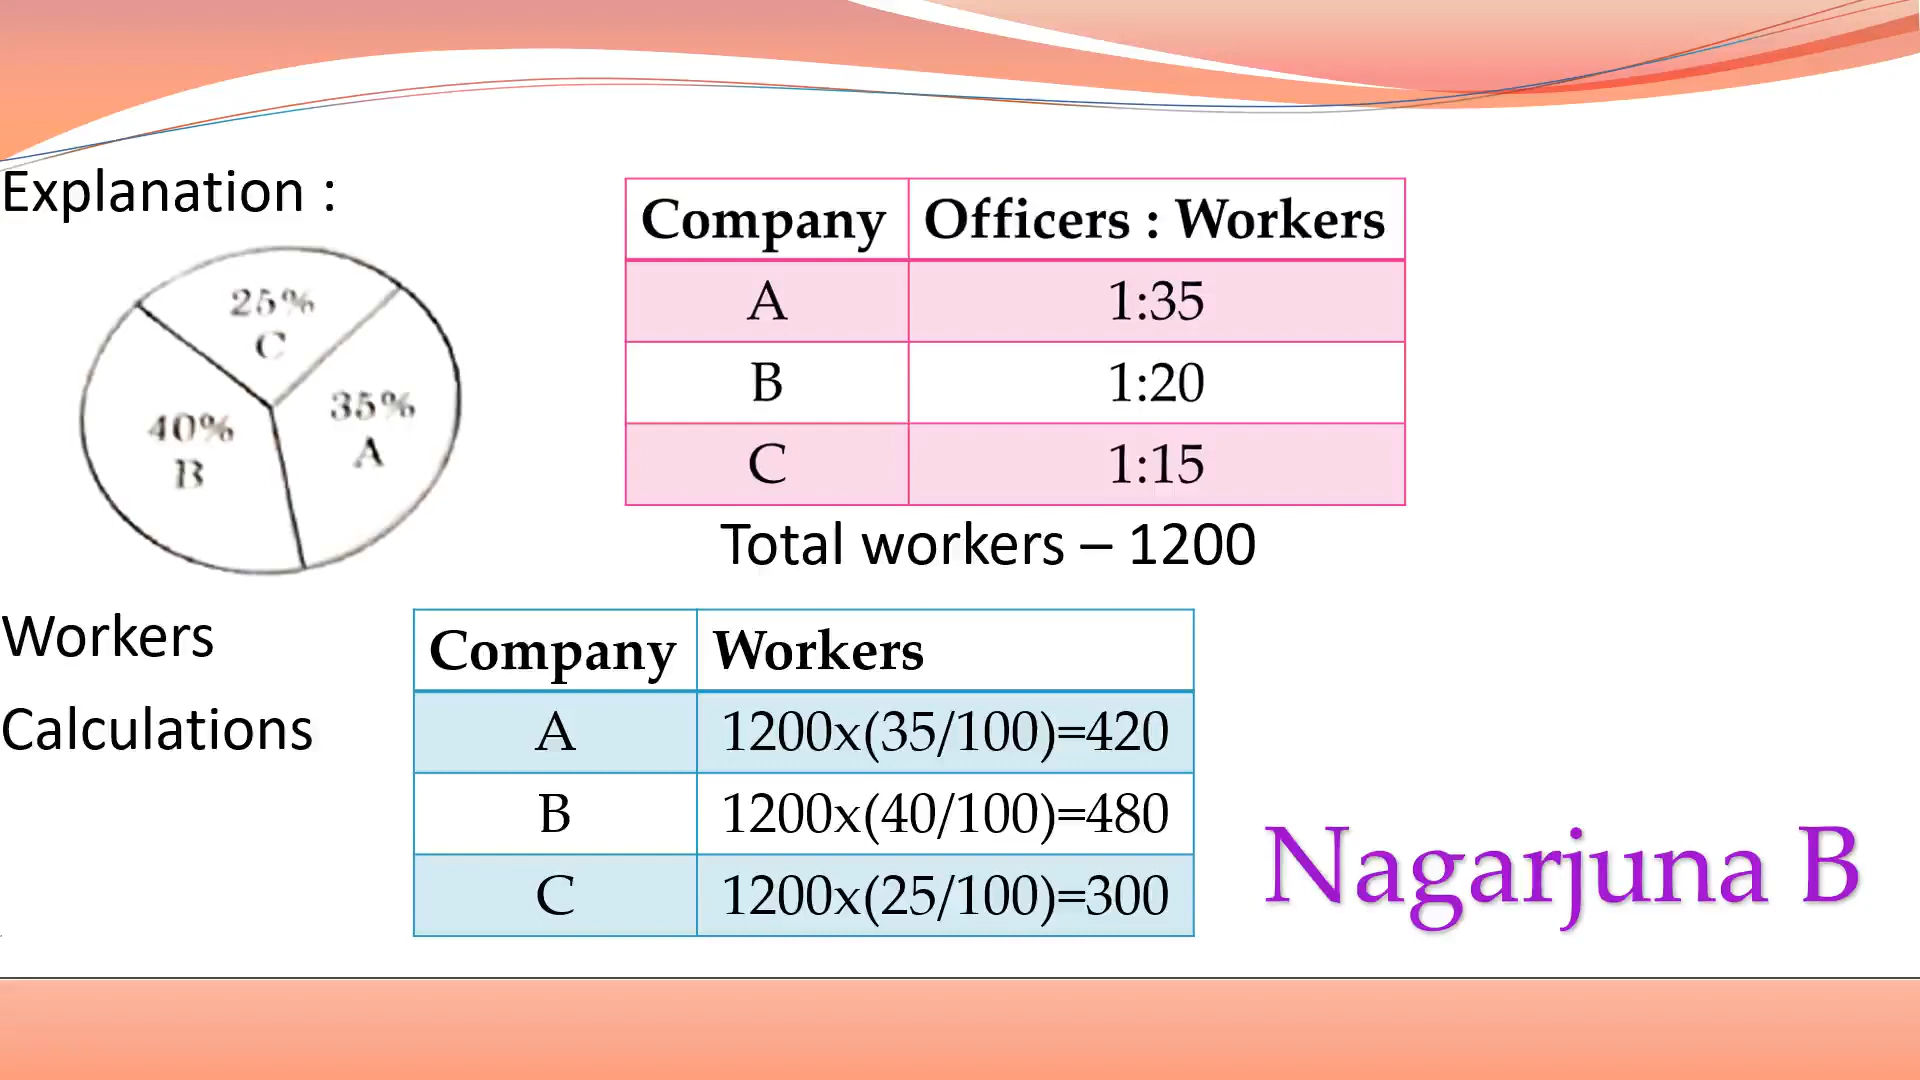 Explanation :
25%
C
35%
A
40%
B
Company Officers : Workers
A 1:35
B 1:20
C 1:15
Total workers – 1200
Workers
Calculations
Company Workers
A 1200x(35/100)=420
B 1200x(40/100)=480
C 1200x(25/100)=300
Nagarjuna B